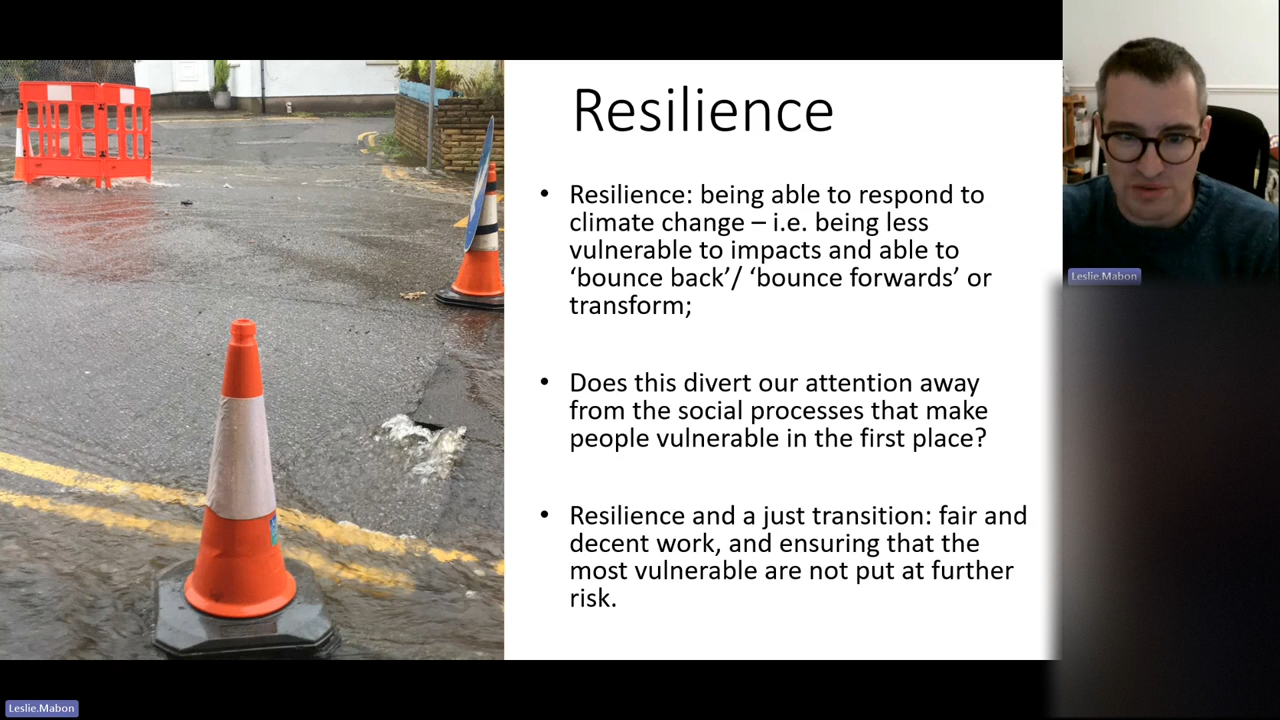 Resilience
• Resilience: being able to respond to
climate change – i.e. being less
vulnerable to impacts and able to
‘bounce back’/ ‘bounce forwards’ or
transform;
• Does this divert our attention away
from the social processes that make
people vulnerable in the first place?
• Resilience and a just transition: fair and
decent work, and ensuring that the
most vulnerable are not put at further
risk.
Leslie.Mabon
Leslie.Mabon